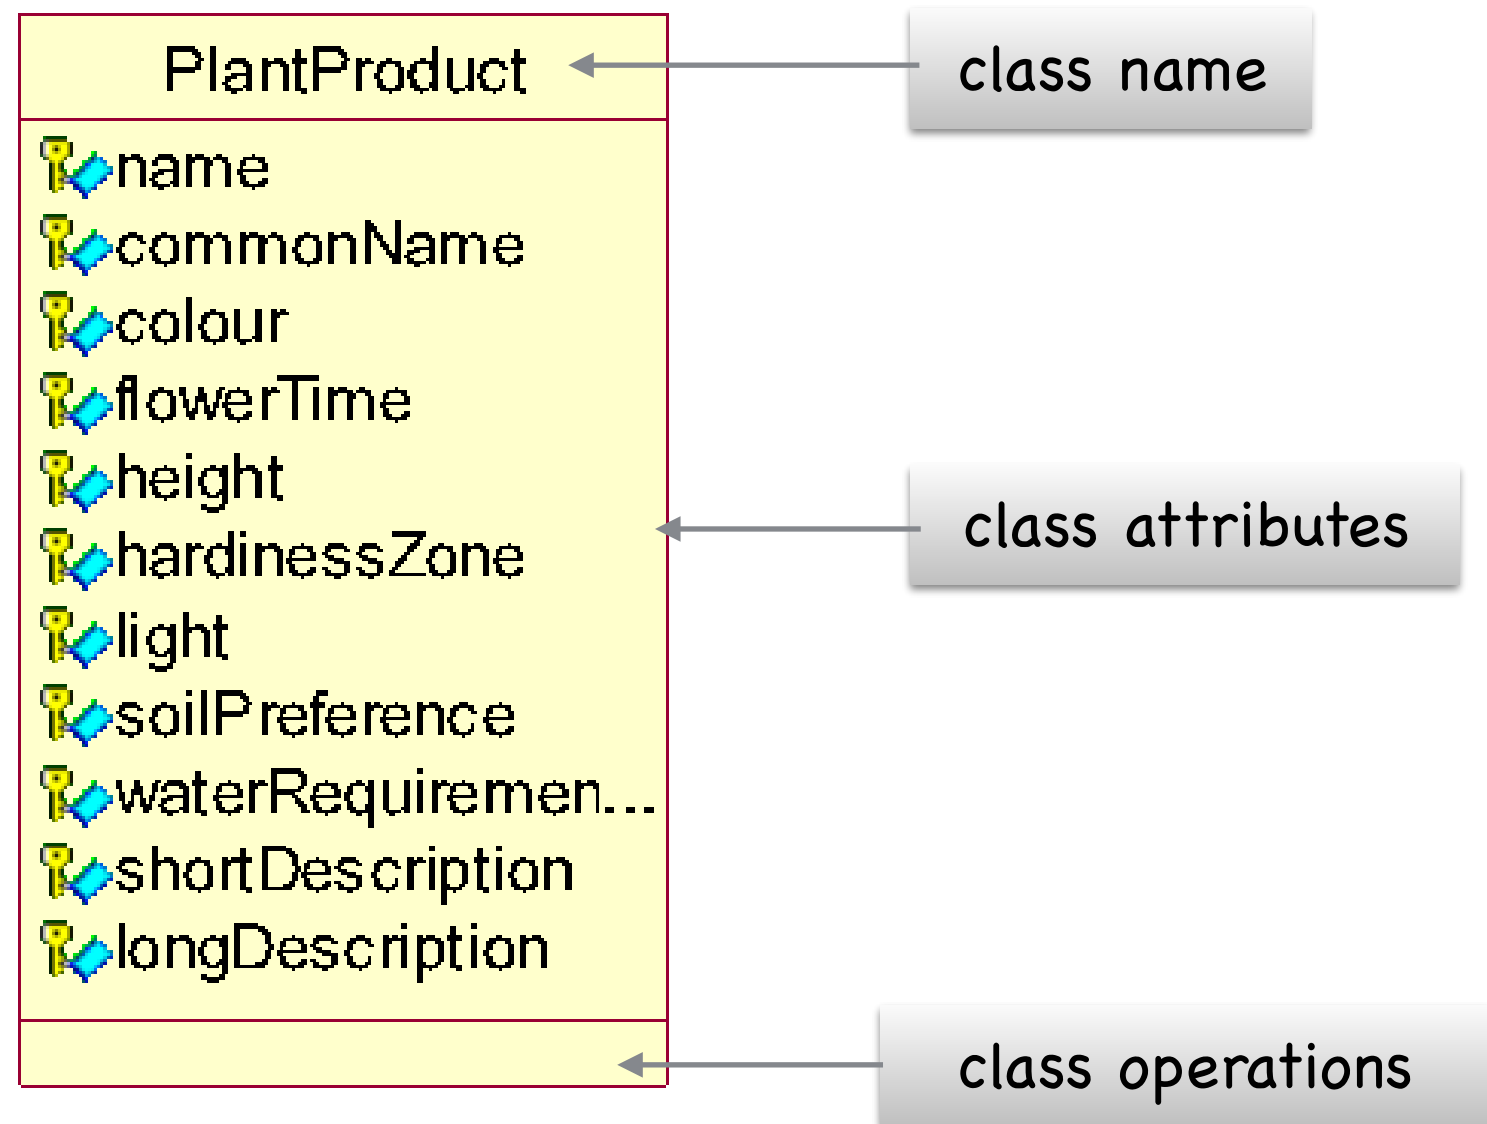 PlantProduct
class name
name
commonName
colour
flowerTime
height
hardinessZone
class attributes
light
soilPreference
waterRequiremen...
shortDescription
longDescription
class operations